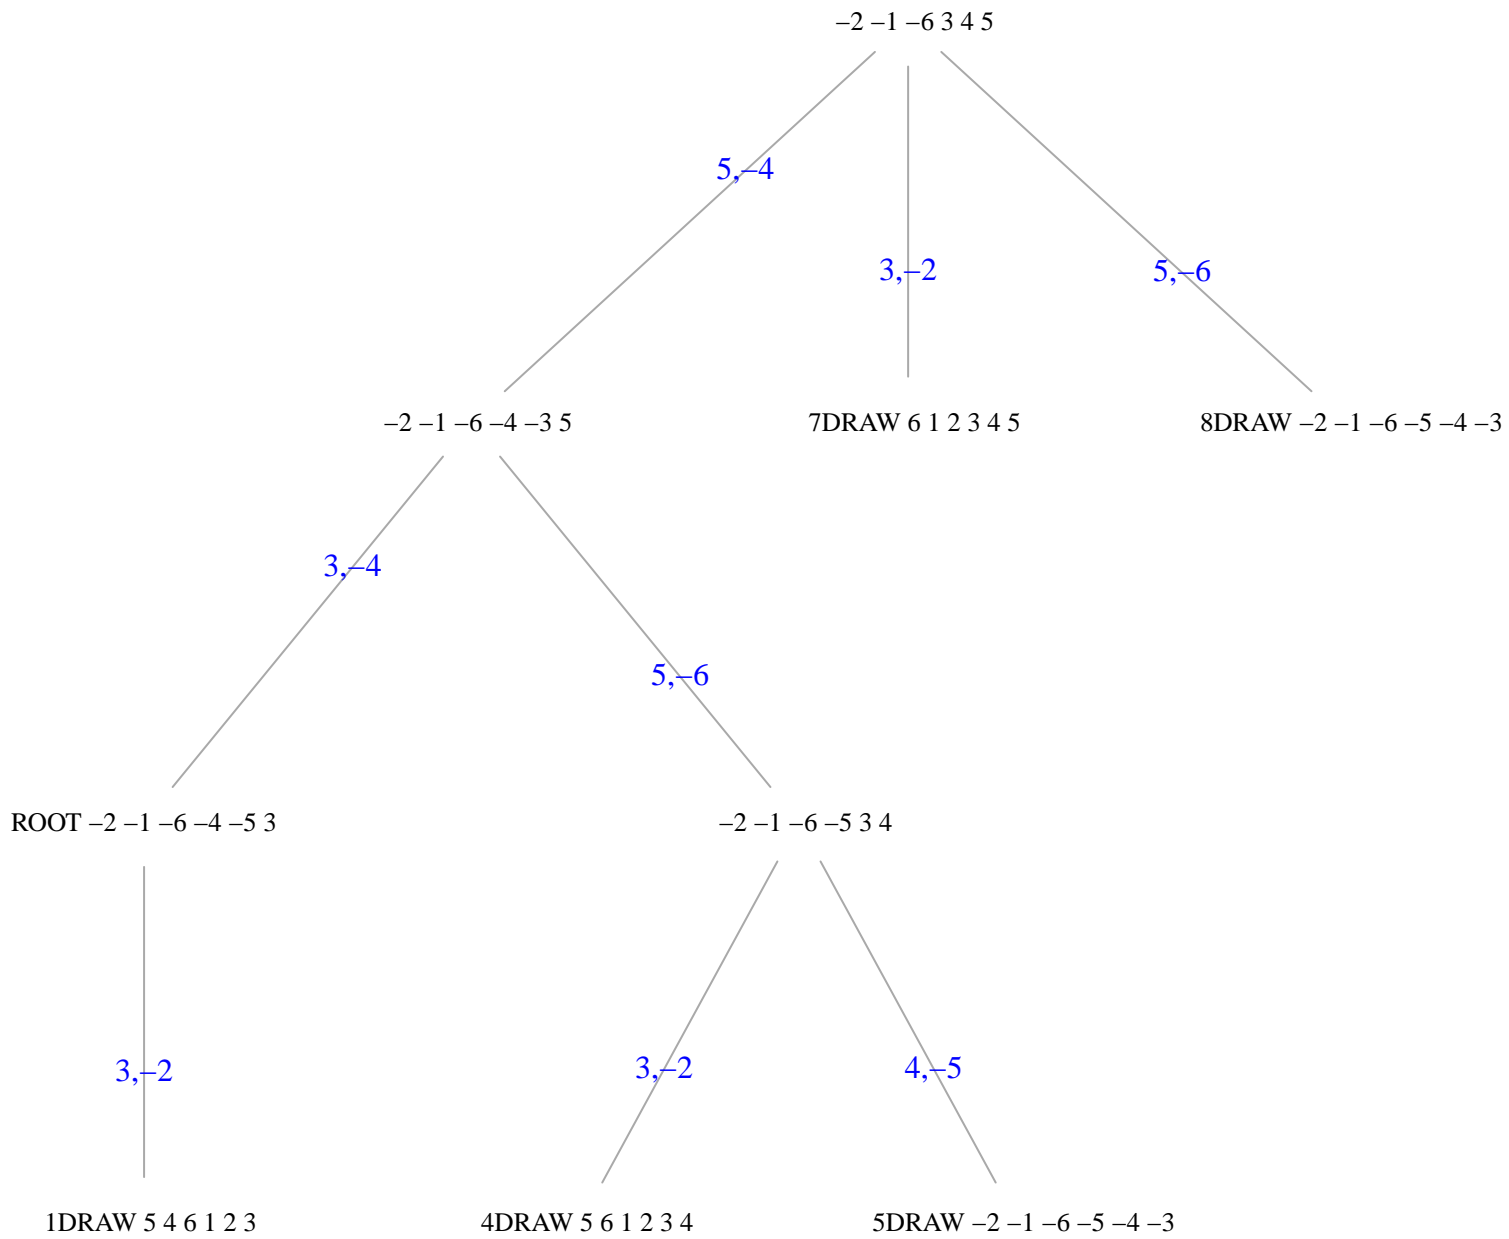 –2 –1 –6 3 4 5
5,–4
3,–2
5,–6
–2 –1 –6 –4 –3 5
7DRAW 6 1 2 3 4 5
8DRAW –2 –1 –6 –5 –4 –3
3,–4
5,–6
ROOT –2 –1 –6 –4 –5 3
–2 –1 –6 –5 3 4
3,–2
3,–2
4,–5
1DRAW 5 4 6 1 2 3
4DRAW 5 6 1 2 3 4
5DRAW –2 –1 –6 –5 –4 –3